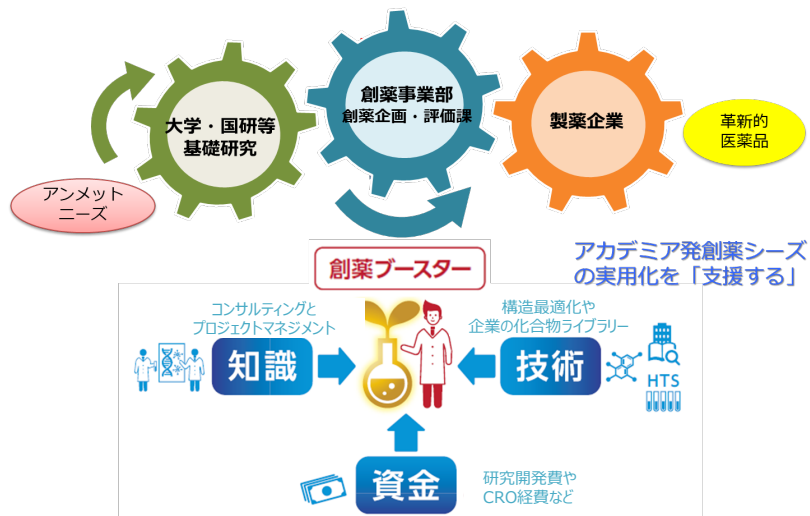 大学・国研等
基礎研究
創薬事業部
創薬企画・評価課
製薬企業
革新的
医薬品
アンメット
ニーズ
創薬ブースター
アカデミア発創薬シーズ
の実用化を「支援する」
コンサルティングと
プロジェクトマネジメント
知識
構造最適化や
企業の化合物ライブラリー
技術
HTS
資金
研究開発費や
CRO経費など